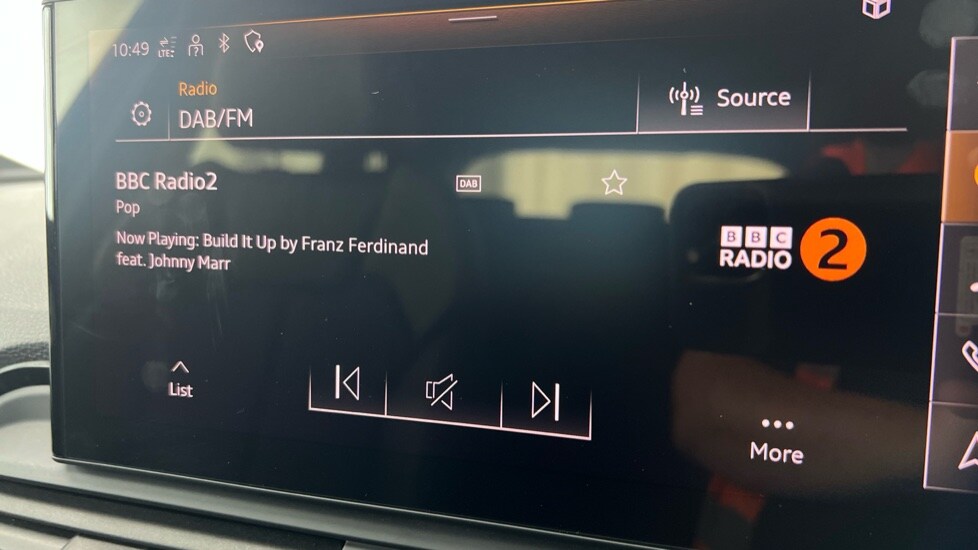 10:49 LTE
Radio
DAB/FM
Source
BBC Radio2
DAB
Pop
Now Playing: Build It Up by Franz Ferdinand
feat. Johnny Marr
BBC
RADIO 2
List
More